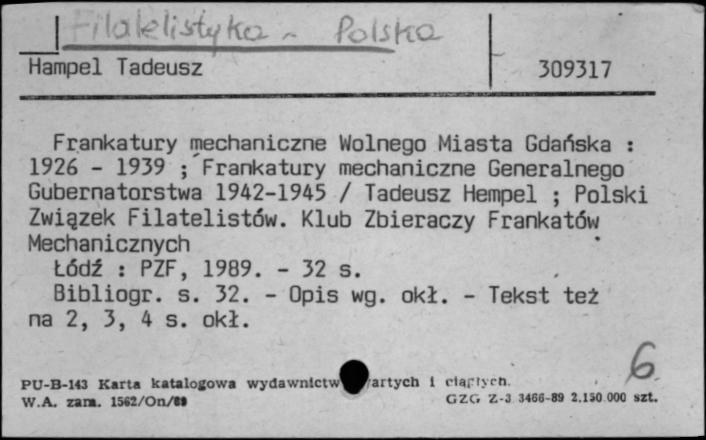 Filatelistyka - Polska
Hampel Tadeusz 309317
Frankatury mechaniczne Wolnego Miasta Gdańska :
1926 - 1939 ; Frankatury mechaniczne Generalnego
Gubernatorstwa 1942-1945 / Tadeusz Hempel ; Polski
Związek Filatelistów. Klub Zbieraczy Frankatów
Mechanicznych
Łódź : PZF, 1989. - 32 s.
Bibliogr. s. 32. - Opis wg. okł. - Tekst też
na 2, 3, 4 s. okł.
6
PU-B-143 Karta katalogowa wydawnictw artych i ciągłych.
W.A. zam. 1562/On/89 GZG Z-3 3466-89 2.150.000 szt.